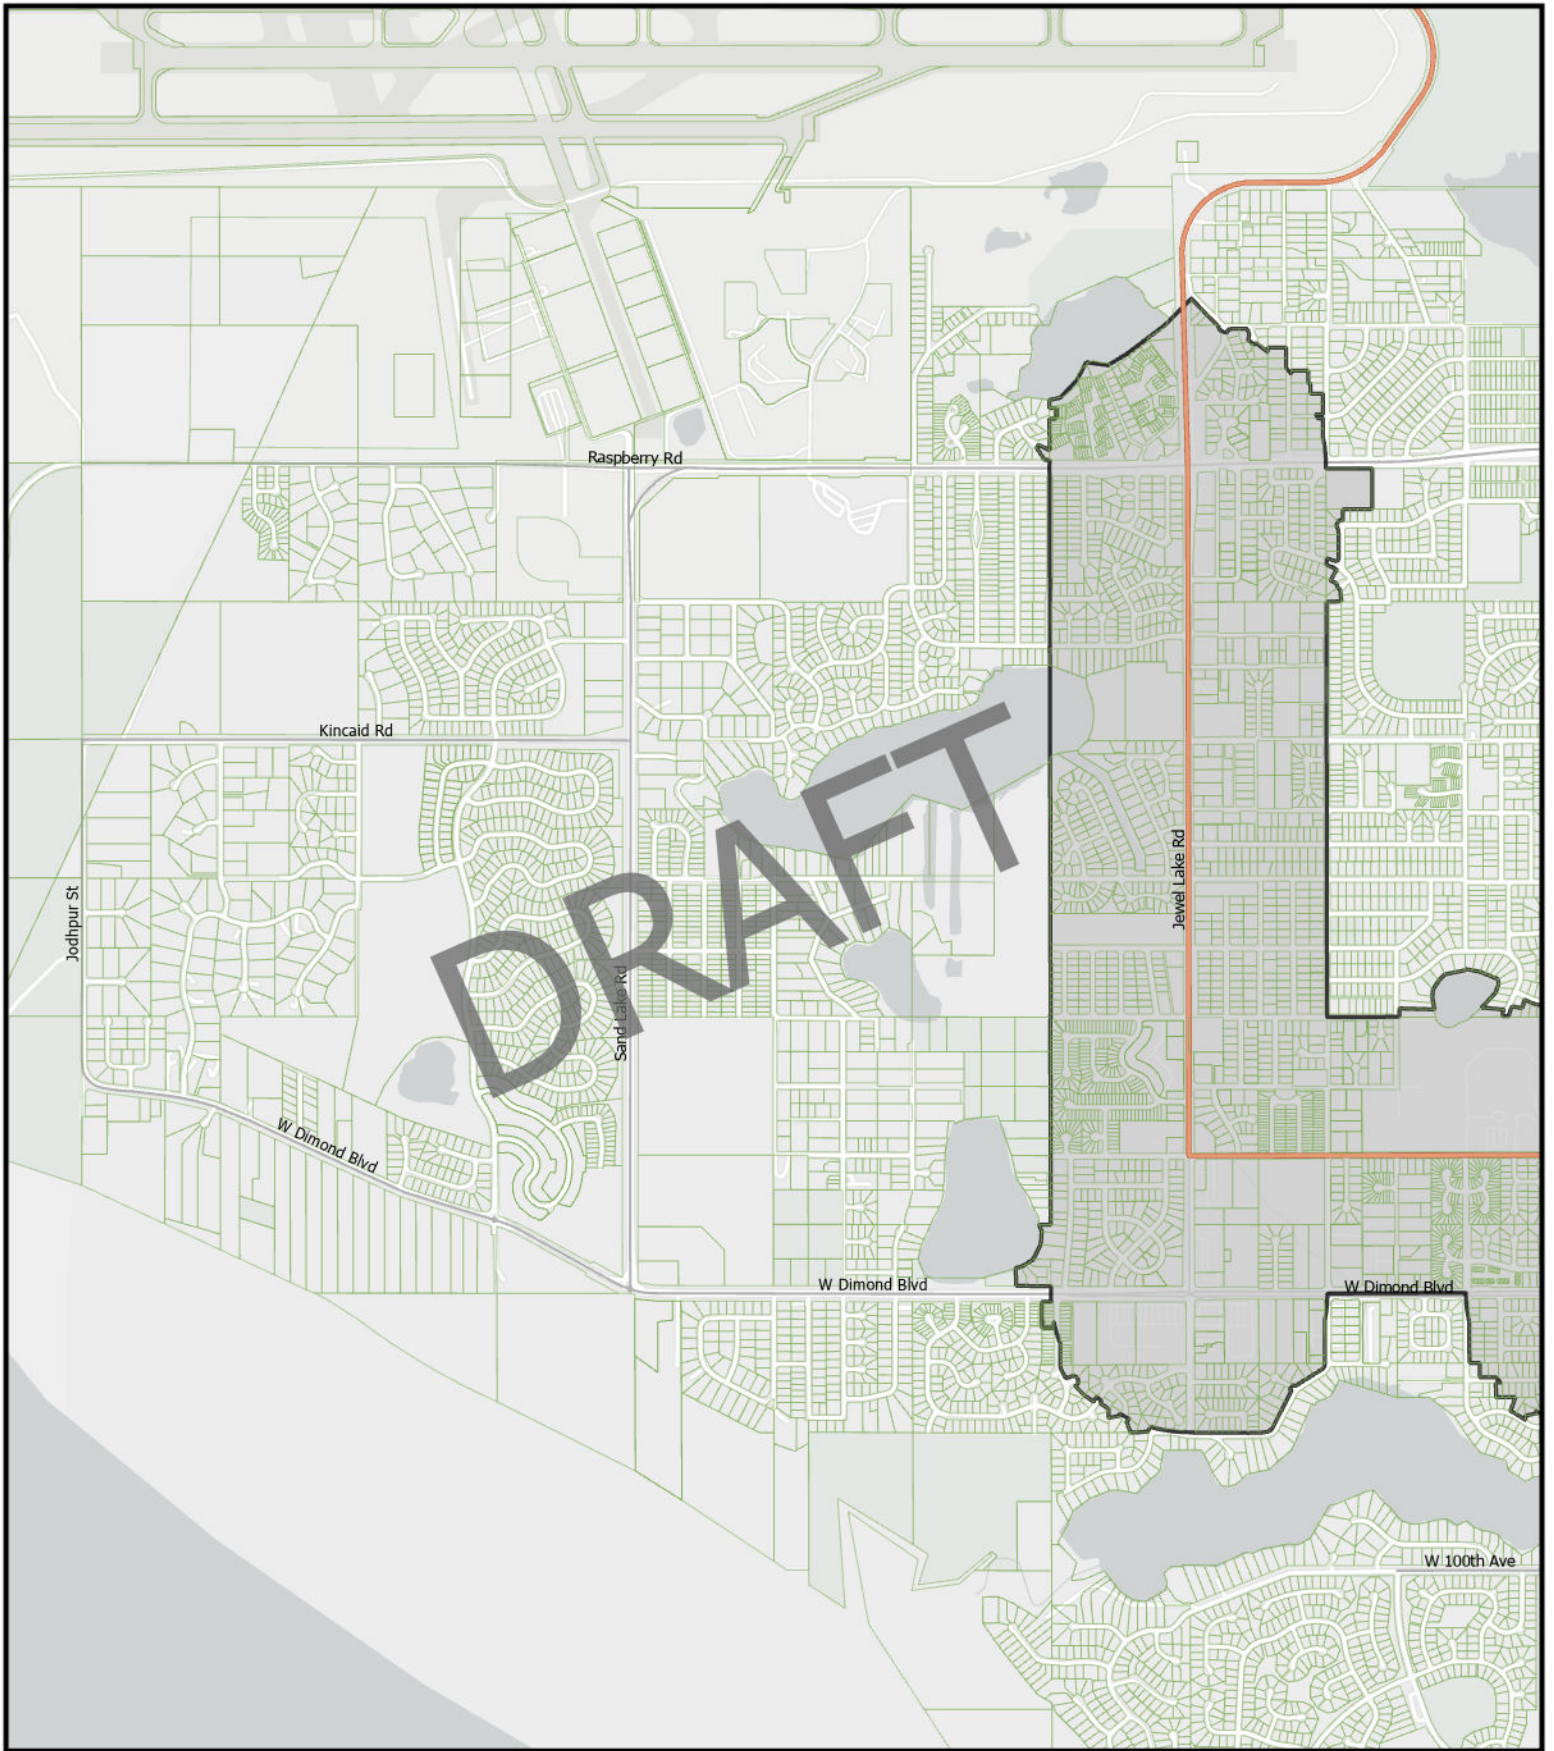 Raspberry Rd
Kincaid Rd
DRAFT
Jewel Lake Rd
Jodhpur St
Sand Lake Rd
W Dimond Blvd
W Dimond Blvd
W Dimond Blvd
W 100th Ave